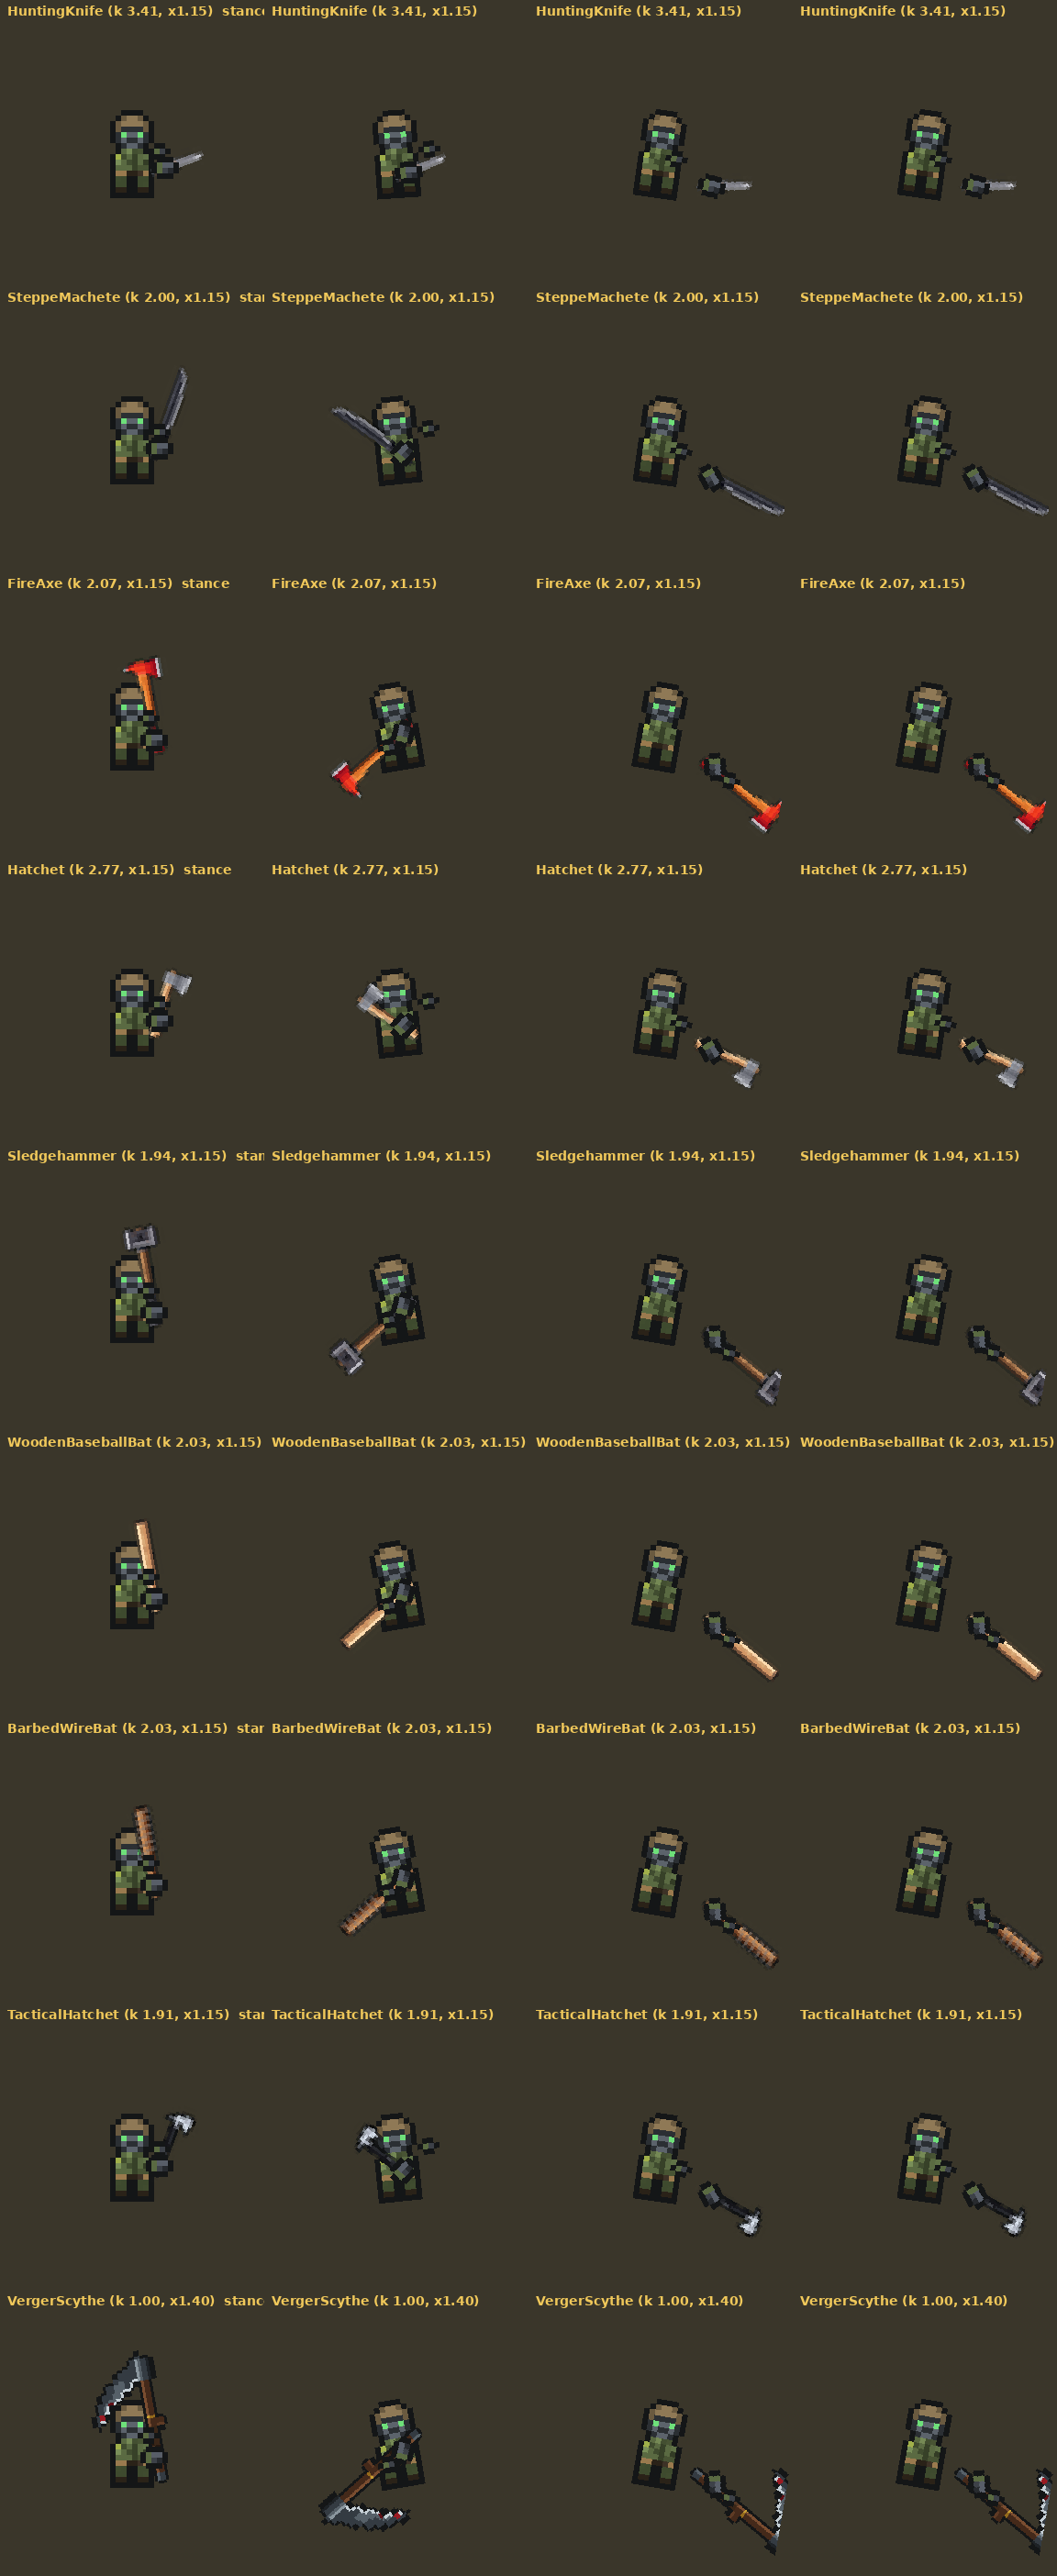 HuntingKnife (k 3.41, x1.15) stanc HuntingKnife (k 3.41, x1.15) HuntingKnife (k 3.41, x1.15) HuntingKnife (k 3.41, x1.15)
SteppeMachete (k 2.00, x1.15) stan SteppeMachete (k 2.00, x1.15) SteppeMachete (k 2.00, x1.15) SteppeMachete (k 2.00, x1.15)
FireAxe (k 2.07, x1.15) stance FireAxe (k 2.07, x1.15) FireAxe (k 2.07, x1.15) FireAxe (k 2.07, x1.15)
Hatchet (k 2.77, x1.15) stance Hatchet (k 2.77, x1.15) Hatchet (k 2.77, x1.15) Hatchet (k 2.77, x1.15)
Sledgehammer (k 1.94, x1.15) stan Sledgehammer (k 1.94, x1.15) Sledgehammer (k 1.94, x1.15) Sledgehammer (k 1.94, x1.15)
WoodenBaseballBat (k 2.03, x1.15) WoodenBaseballBat (k 2.03, x1.15) WoodenBaseballBat (k 2.03, x1.15) WoodenBaseballBat (k 2.03, x1.15)
BarbedWireBat (k 2.03, x1.15) stan BarbedWireBat (k 2.03, x1.15) BarbedWireBat (k 2.03, x1.15) BarbedWireBat (k 2.03, x1.15)
TacticalHatchet (k 1.91, x1.15) stan TacticalHatchet (k 1.91, x1.15) TacticalHatchet (k 1.91, x1.15) TacticalHatchet (k 1.91, x1.15)
VergerScythe (k 1.00, x1.40) stanc VergerScythe (k 1.00, x1.40) VergerScythe (k 1.00, x1.40) VergerScythe (k 1.00, x1.40)